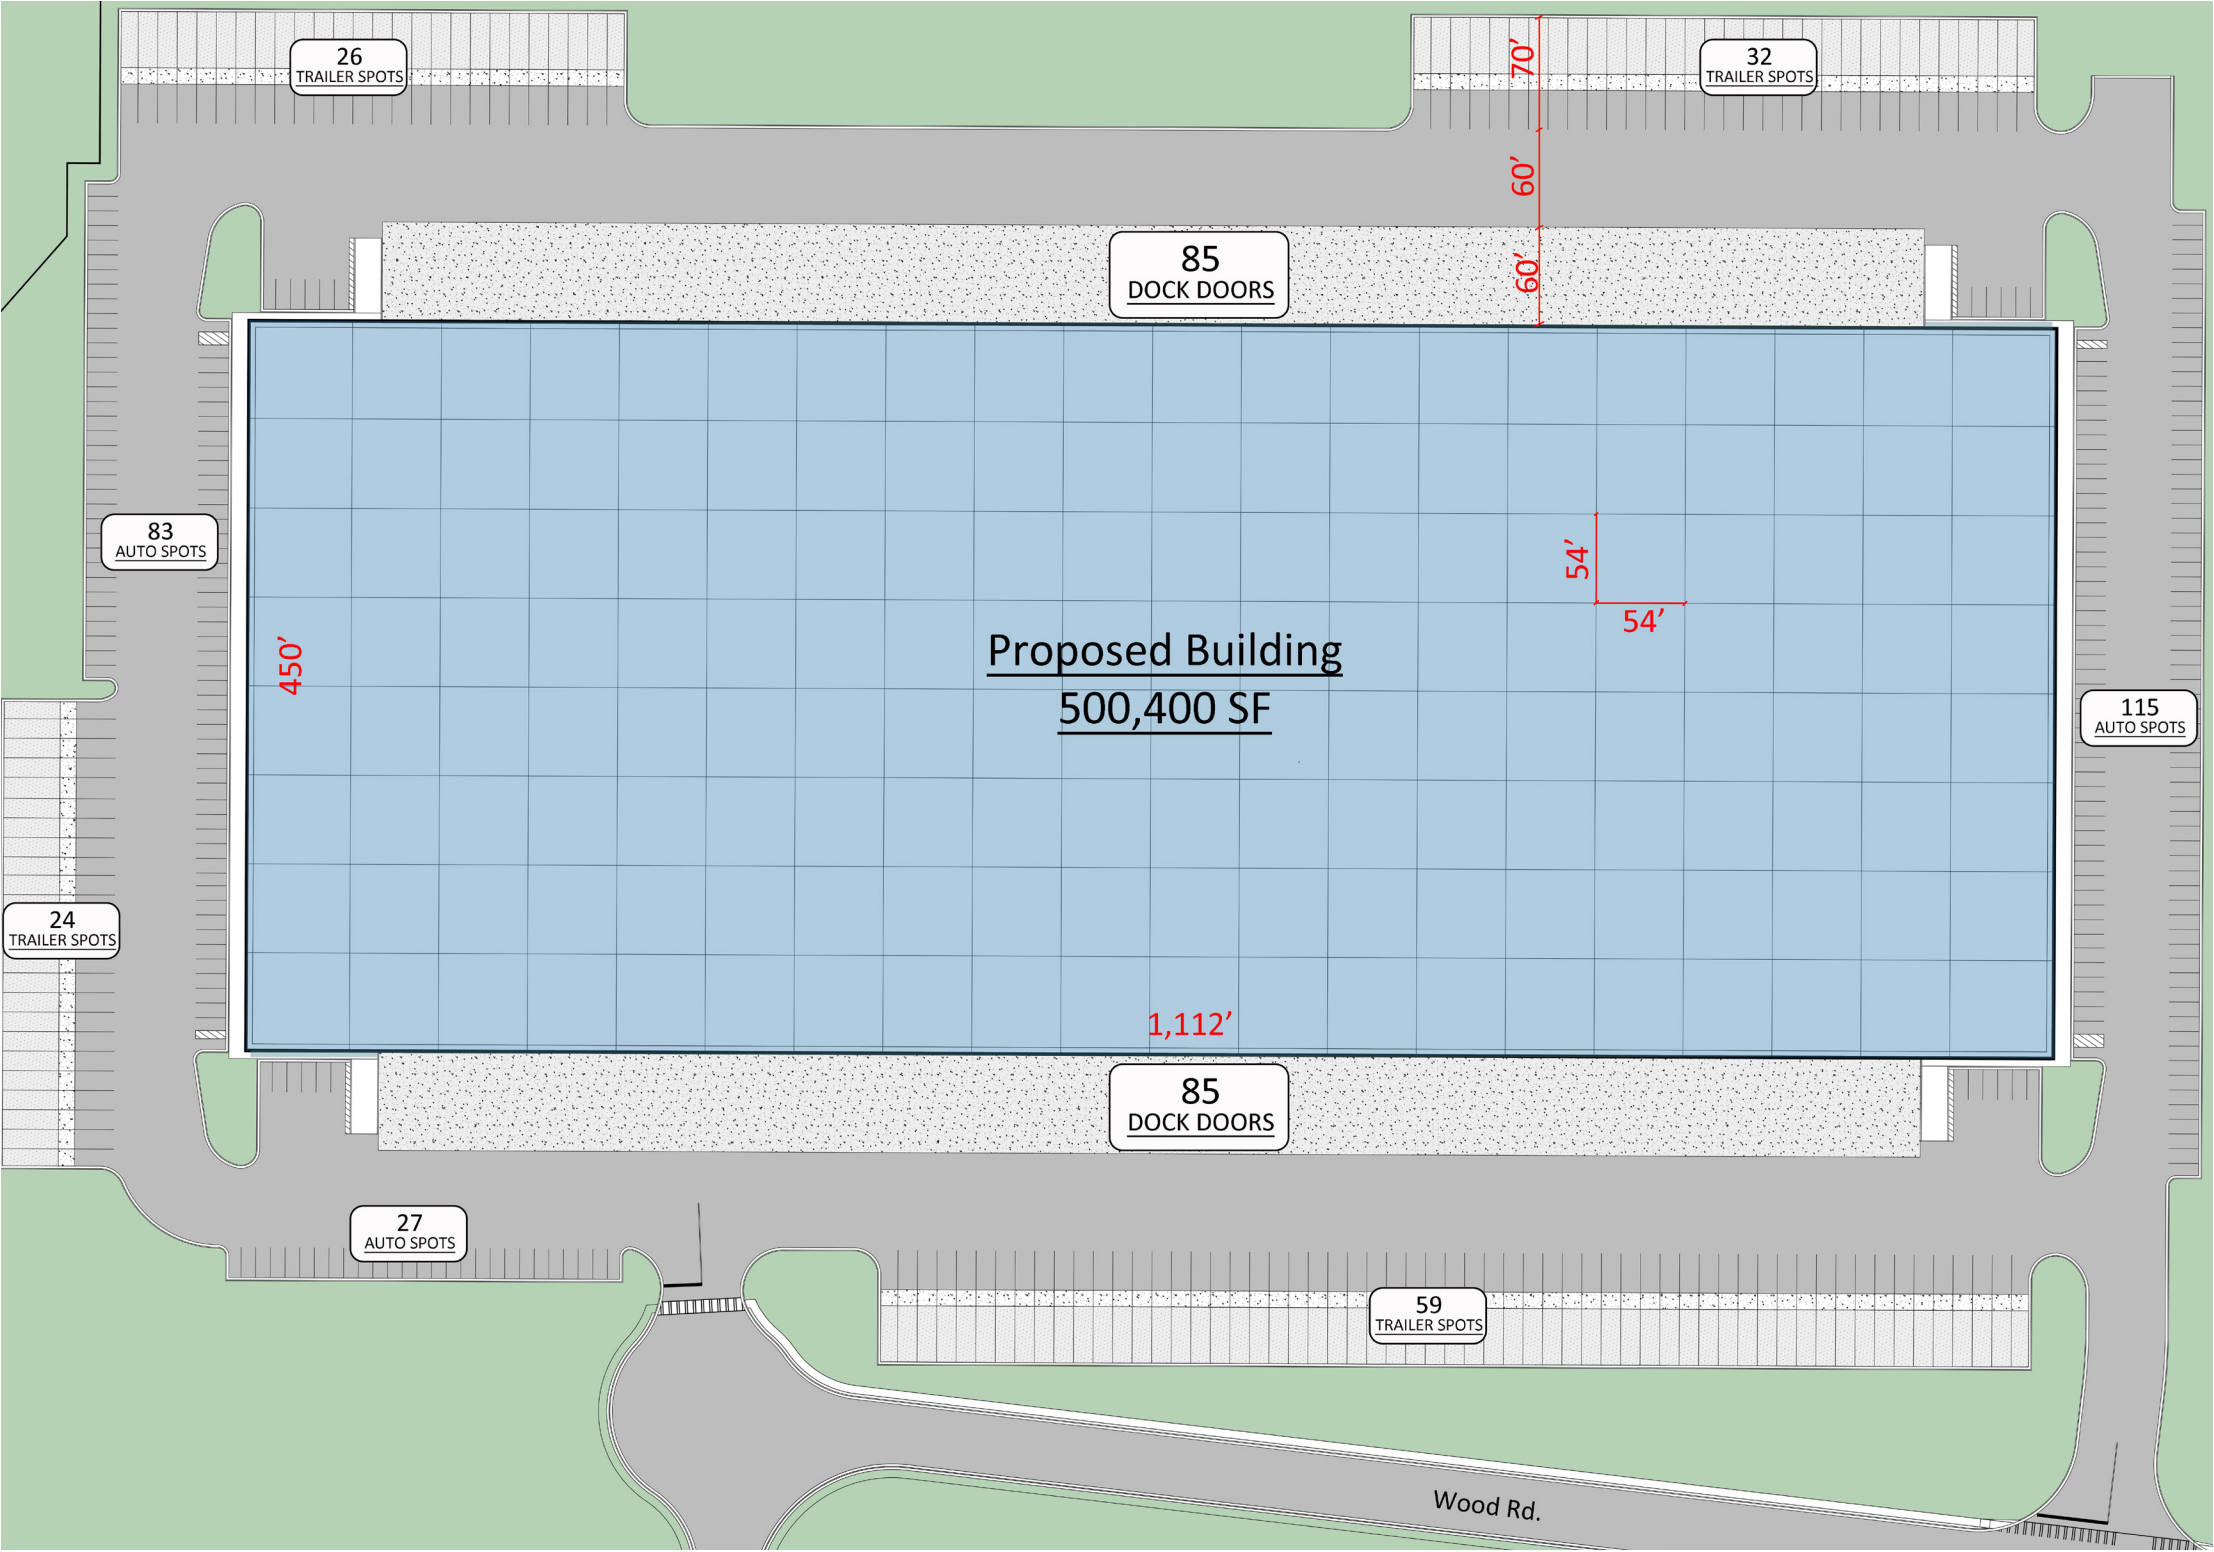 26
TRAILER SPOTS
70’
32
TRAILER SPOTS
60’
85
DOCK DOORS
60’
83
AUTO SPOTS
54’
54’
450’
Proposed Building
500,400 SF
115
AUTO SPOTS
24
TRAILER SPOTS
1,112’
85
DOCK DOORS
27
AUTO SPOTS
59
TRAILER SPOTS
Wood Rd.